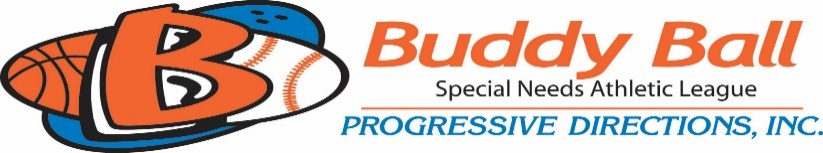 B
Buddy Ball
Special Needs Athletic League
PROGRESSIVE DIRECTIONS, INC.